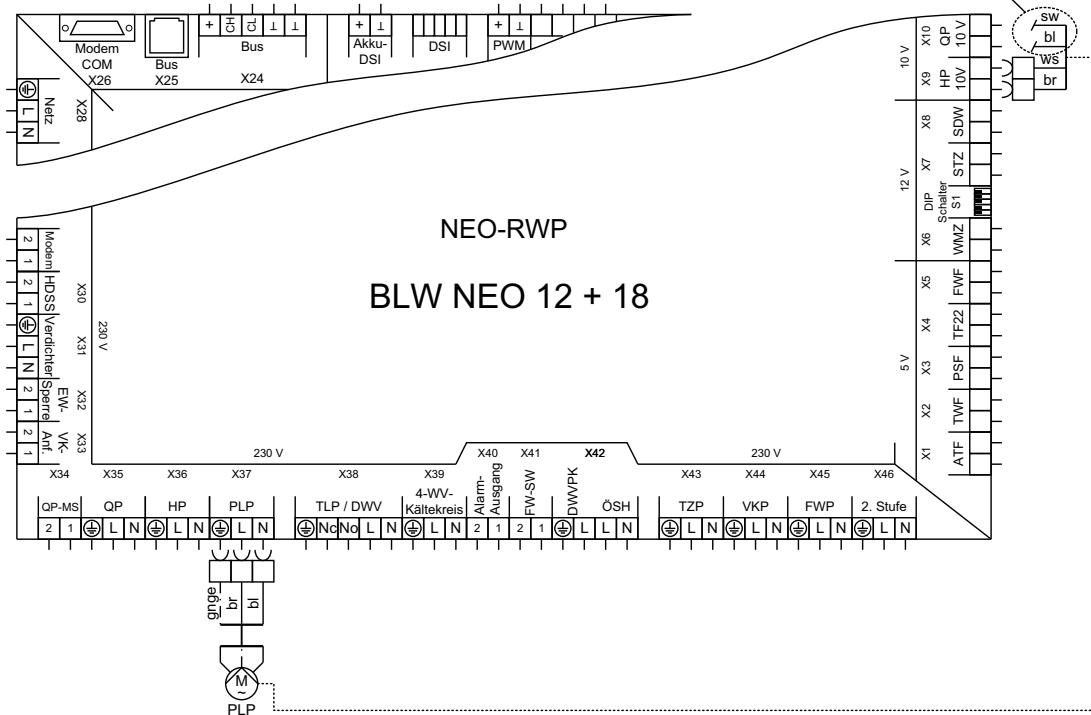 + CH CL ⊥ ⊥
+ ⊥
+ ⊥
Modem
COM
X26
Bus
X25
Bus
X24
Akku-
DSI
DSI
PWM
Netz
L
N
X28
10 V
X10
QP
10 V
X9
HP
10V
sw
bl
ws
br
X8
SDW
12 V
X7
STZ
DIP
Schalter
S1
X6
WMZ
X5
FWF
X4
TF22
5 V
X3
PSF
X2
TWF
X1
ATF
NEO-RWP
BLW NEO 12 + 18
2
1
Modem
2
1
HDSS
X30
L
N
Verdichter
X31
230 V
2
1
EW-
Sperre
X32
2
1
VK-
Anf.
X33
230 V
230 V
X34 X35 X36 X37 X38 X39 X40 X41 X42 X43 X44 X45 X46
QP-MS
QP
HP
PLP
TLP / DWV
4-WV-
Kältekreis
Alarm-
Ausgang
FW-SW
DWVPK
ÖSH
TZP
VKP
FWP
2. Stufe
2 1 L N L N L N Nc No L N L N 2 1 2 1 L L N L N L N L N L N
gnge
br
bl
M
~
PLP